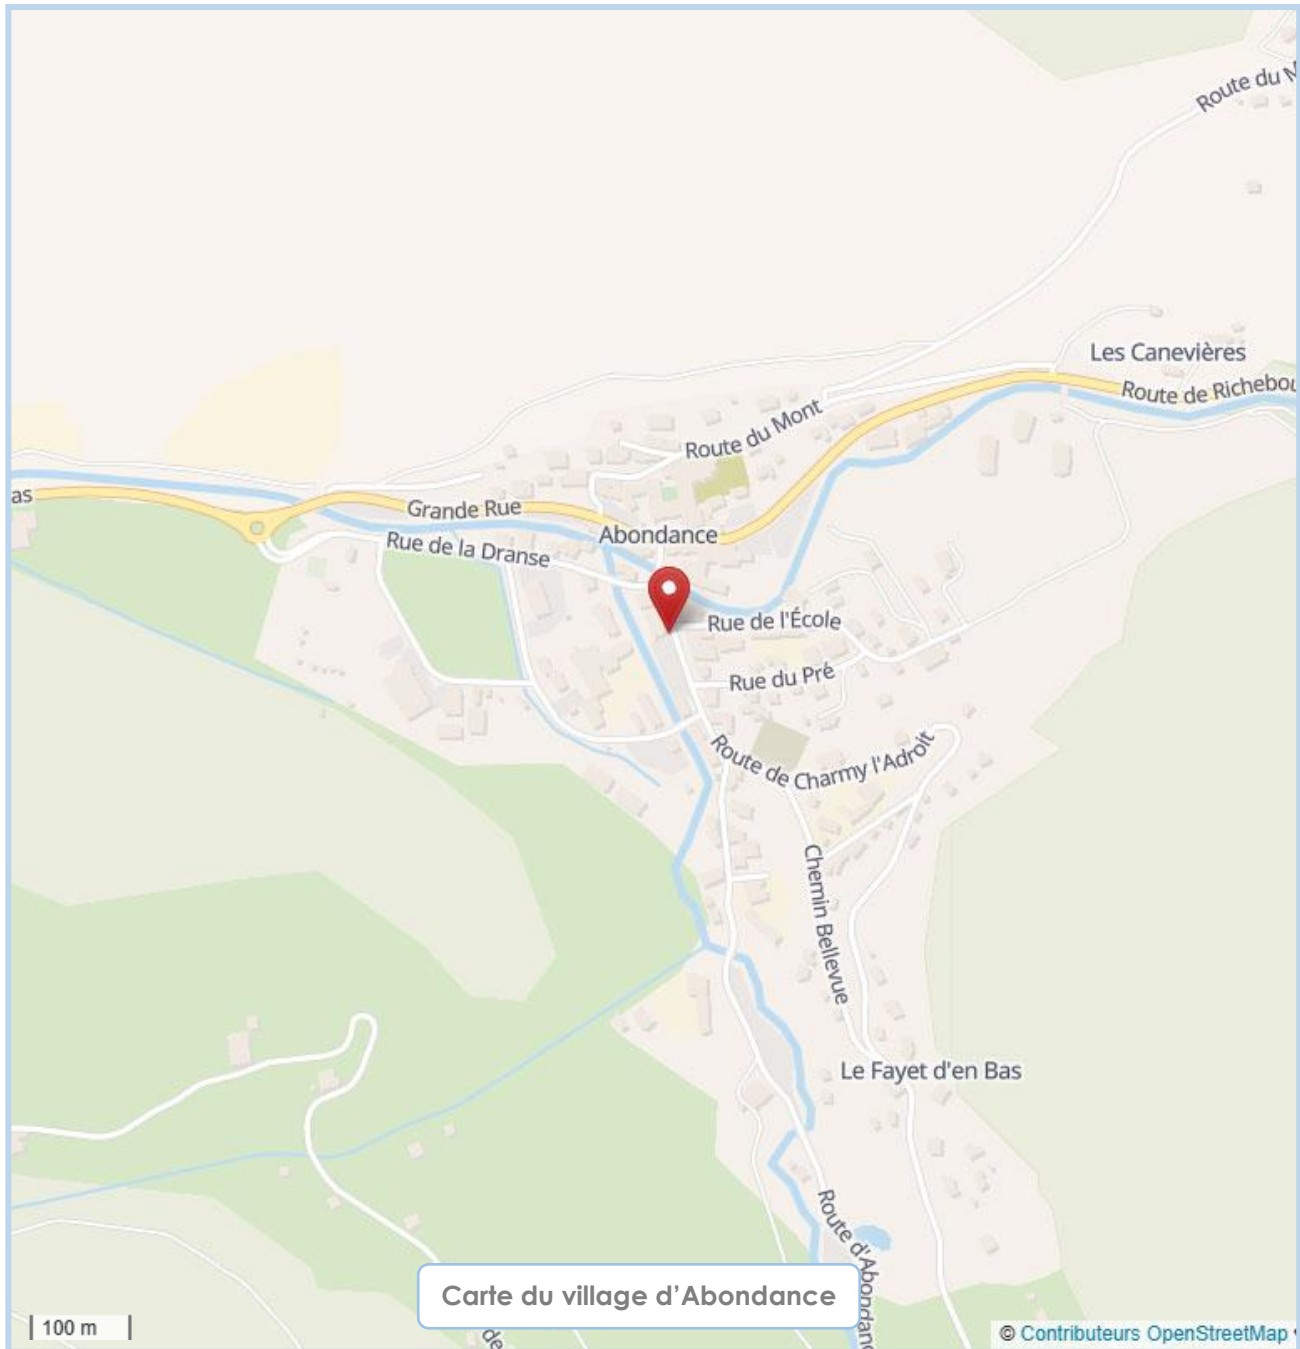 Route du M
Les Canevières
Route de Richebou
Route du Mont
as
Grande Rue
Abondance
Rue de la Dranse
Rue de l'École
Rue du Pré
Route de Charmy l'Adroit
Chemin Bellevue
Le Fayet d'en Bas
Route d'Abondanc
Carte du village d'Abondance
100 m
de
© Contributeurs OpenStreetMap